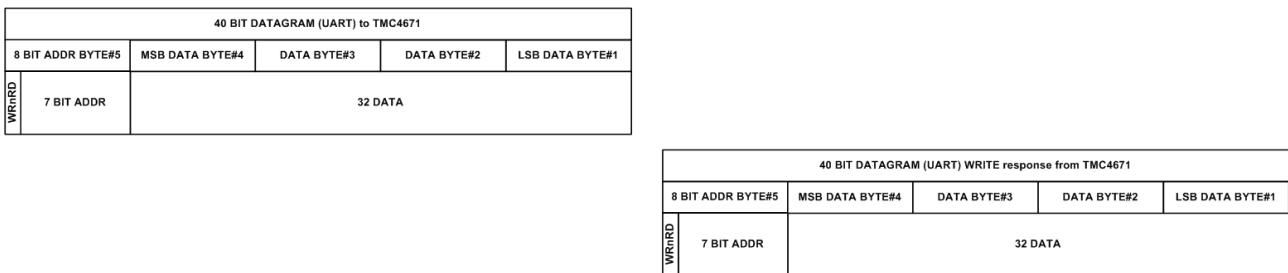 40 BIT DATAGRAM (UART) to TMC4671
8 BIT ADDR BYTE#5 MSB DATA BYTE#4 DATA BYTE#3 DATA BYTE#2 LSB DATA BYTE#1
WRnRD 7 BIT ADDR 32 DATA
40 BIT DATAGRAM (UART) WRITE response from TMC4671
8 BIT ADDR BYTE#5 MSB DATA BYTE#4 DATA BYTE#3 DATA BYTE#2 LSB DATA BYTE#1
WRnRD 7 BIT ADDR 32 DATA